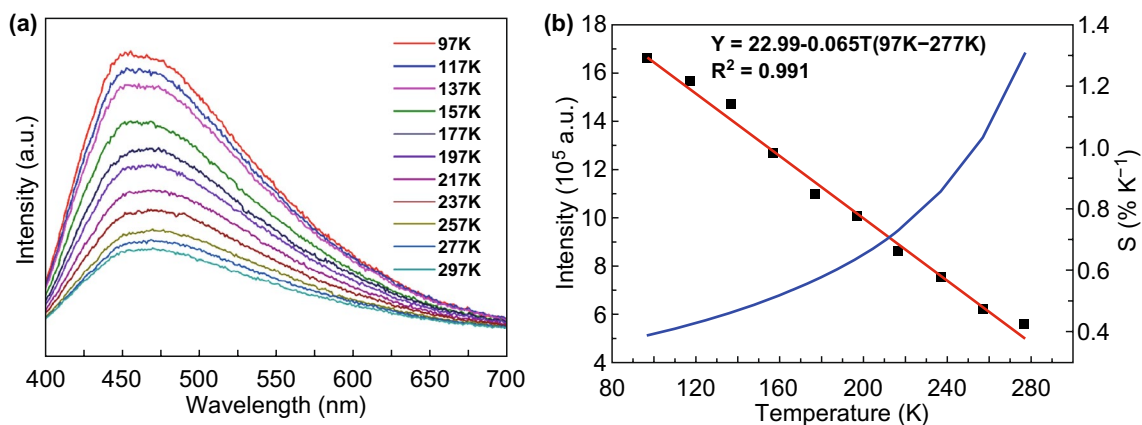 (a)
97K
117K
137K
157K
177K
197K
217K
237K
257K
277K
297K
Intensity (a.u.)
400 450 500 550 600 650 700
Wavelength (nm)
(b)
Y = 22.99-0.065T(97K−277K)
R² = 0.991
18
16
14
12
10
8
6
4
Intensity (10⁵ a.u.)
1.4
1.2
1.0
0.8
0.6
0.4
S (% K⁻¹)
80 120 160 200 240 280
Temperature (K)